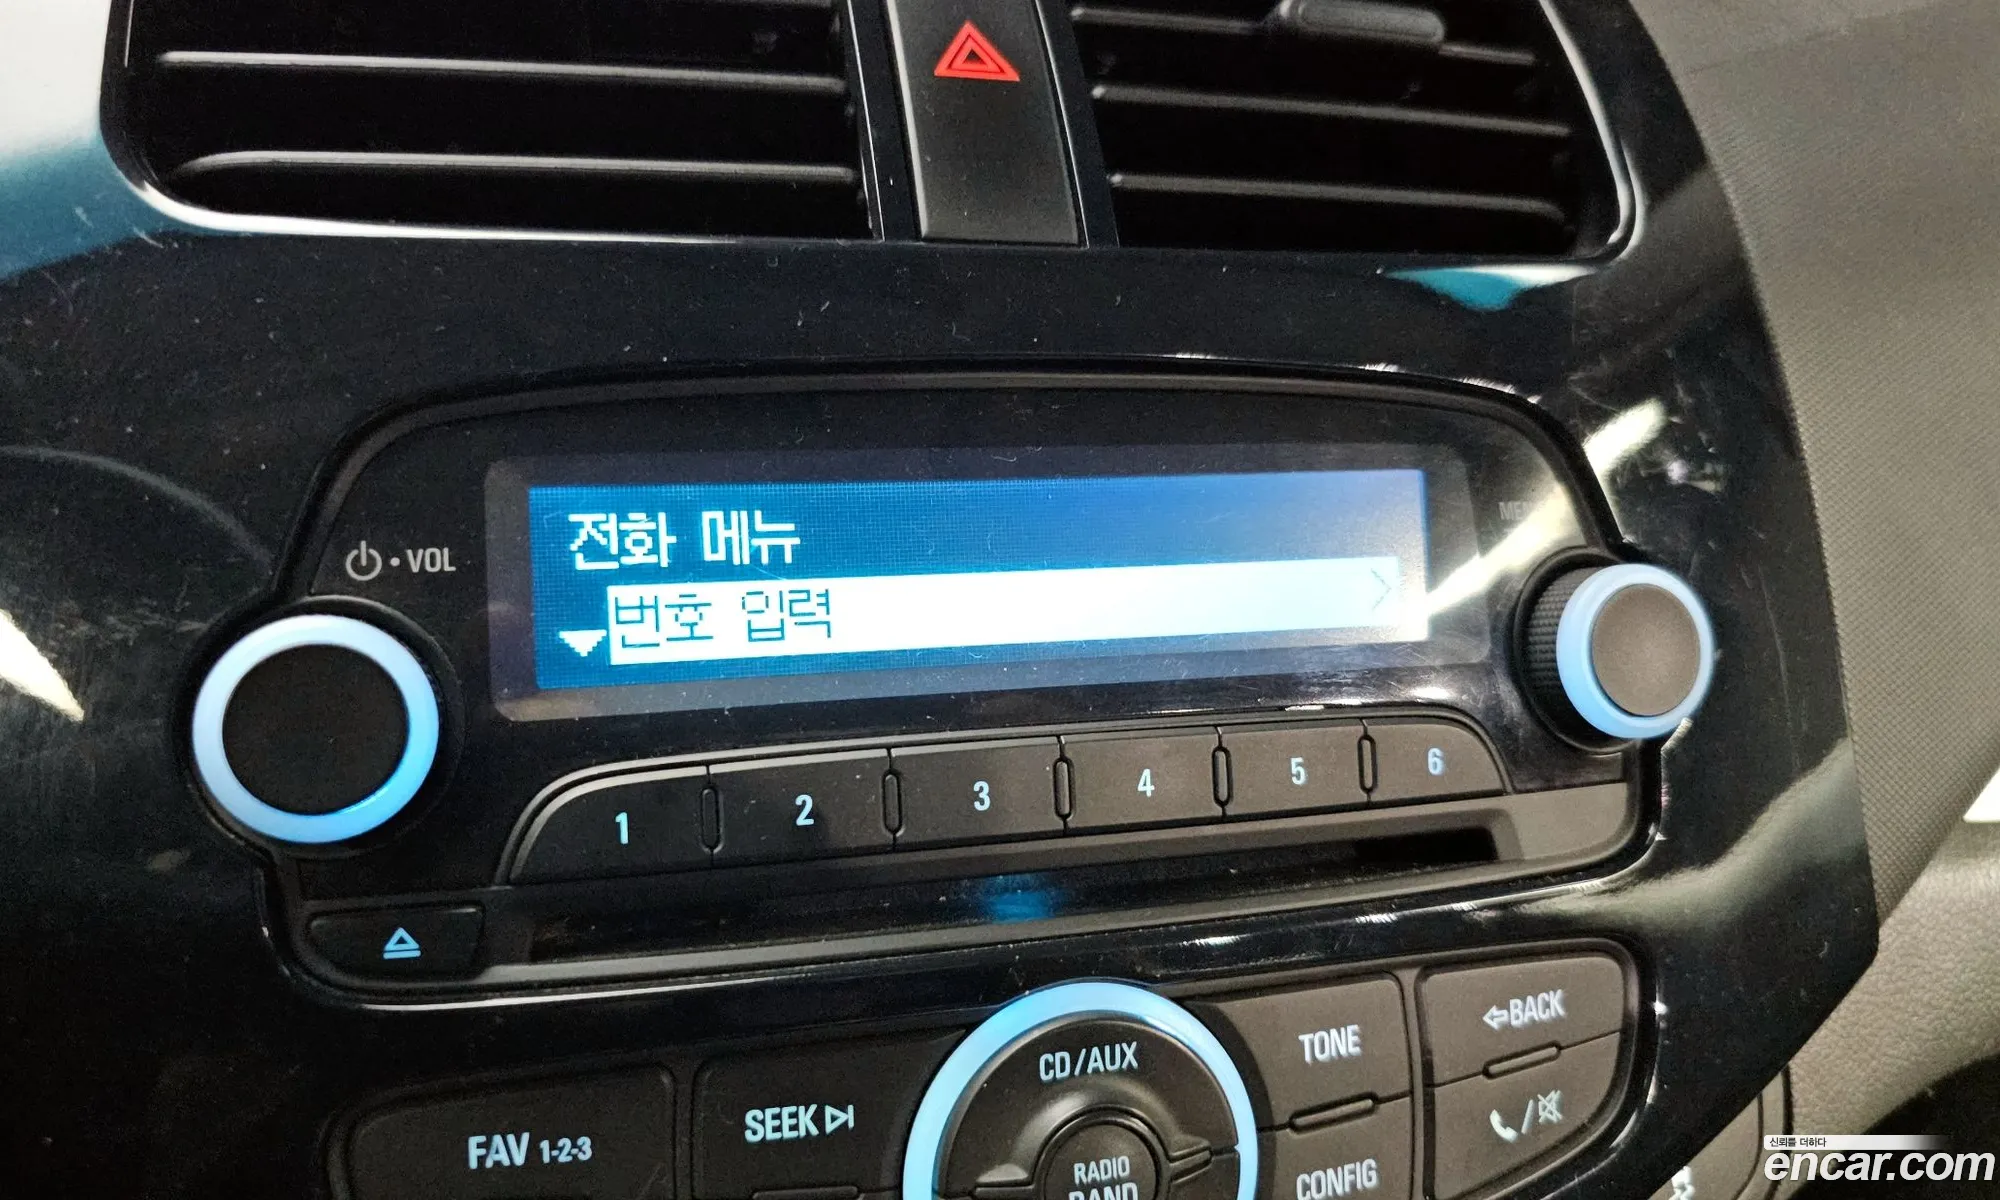 전화 메뉴
번호 입력
VOL
1
2
3
4
5
6
CD/AUX
TONE
BACK
SEEK
FAV 1-2-3
RADIO
BAND
CONFIG
신뢰를 더하다
encar.com